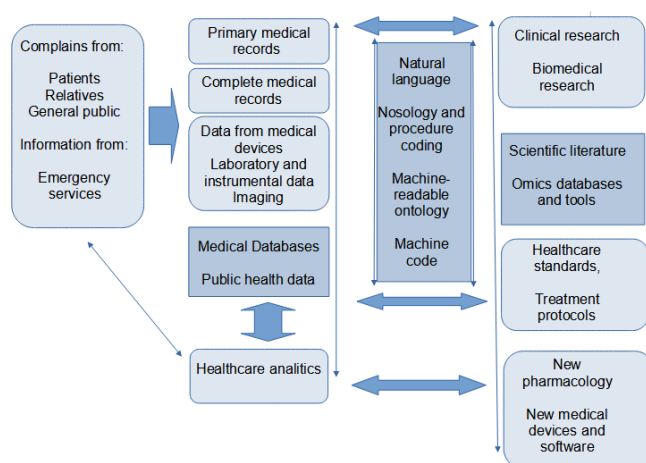 Complains from:
Patients
Relatives
General public
Information from:
Emergency
services
Primary medical
records
Complete medical
records
Data from medical
devices
Laboratory and
instrumental data
Imaging
Medical Databases
Public health data
Healthcare analitics
Natural
language
Nosology and
procedure
coding
Machine-
readable
ontology
Machine
code
Clinical research
Biomedical
research
Scientific literature
Omics databases
and tools
Healthcare
standards,
Treatment
protocols
New
pharmacology
New medical
devices and
software